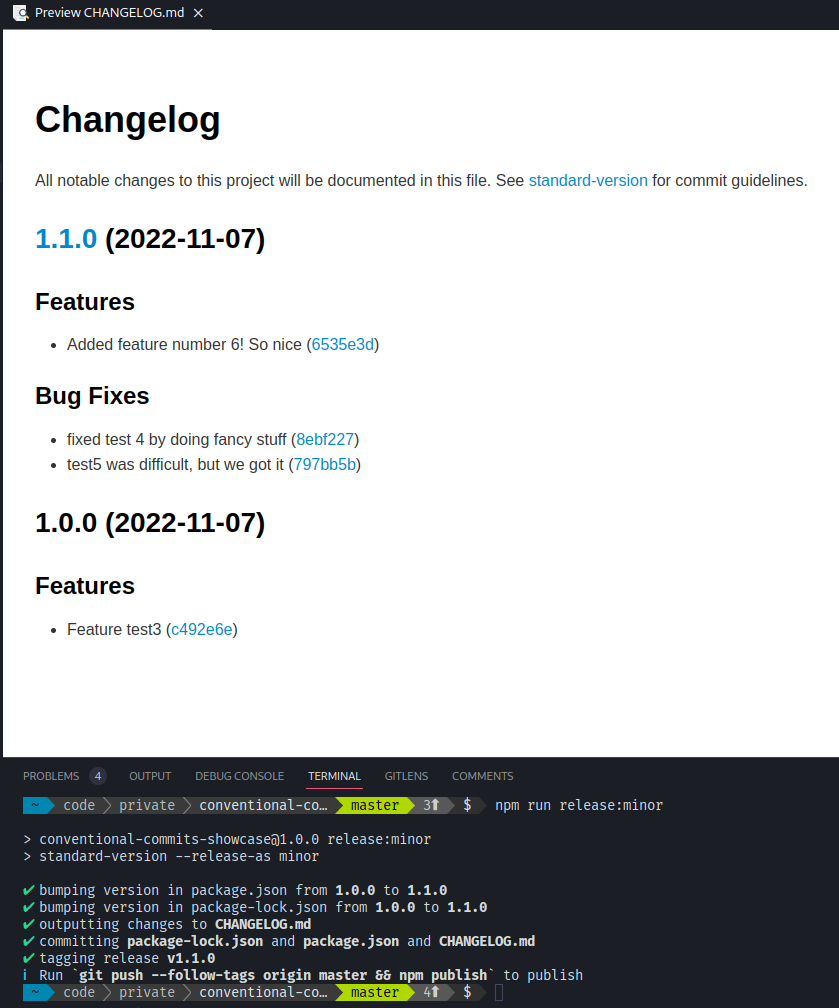 Preview CHANGELOG.md ×
Changelog
All notable changes to this project will be documented in this file. See standard-version for commit guidelines.
1.1.0 (2022-11-07)
Features
• Added feature number 6! So nice (6535e3d)
Bug Fixes
• fixed test 4 by doing fancy stuff (8ebf227)
• test5 was difficult, but we got it (797bb5b)
1.0.0 (2022-11-07)
Features
• Feature test3 (c492e6e)
PROBLEMS 4 OUTPUT DEBUG CONSOLE TERMINAL GITLENS COMMENTS
~ code private conventional-co… master 3⬆ $ npm run release:minor
> conventional-commits-showcase@1.0.0 release:minor
> standard-version --release-as minor
✔ bumping version in package.json from 1.0.0 to 1.1.0
✔ bumping version in package-lock.json from 1.0.0 to 1.1.0
✔ outputting changes to CHANGELOG.md
✔ committing package-lock.json and package.json and CHANGELOG.md
✔ tagging release v1.1.0
ℹ Run `git push --follow-tags origin master && npm publish` to publish
~ code private conventional-co… master 4⬆ $